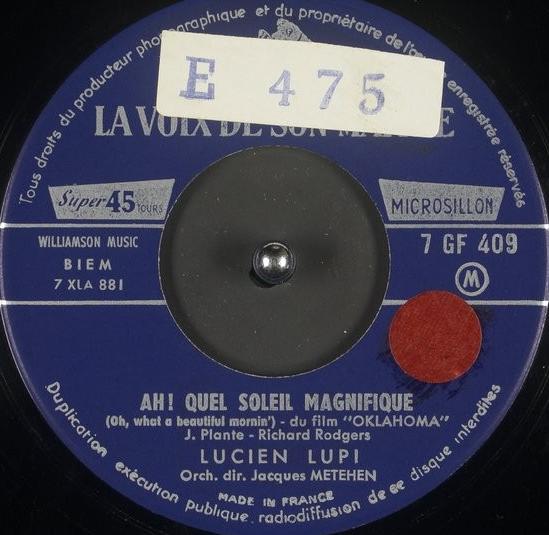 Tous droits du producteur phonographique et du propriétaire de l'œuvre enregistrée réservés
E 475
LA VOIX DE SON
Super 45 TOURS
MICROSILLON
WILLIAMSON MUSIC
BIEM
7 XLA 881
7 GF 409
M
AH! QUEL SOLEIL MAGNIFIQUE
(Oh, what a beautiful mornin') - du film "OKLAHOMA"
J. Plante - Richard Rodgers
LUCIEN LUPI
Orch. dir. Jacques METEHEN
MADE IN FRANCE
Duplication exécution publique, radiodiffusion de ce disque interdites